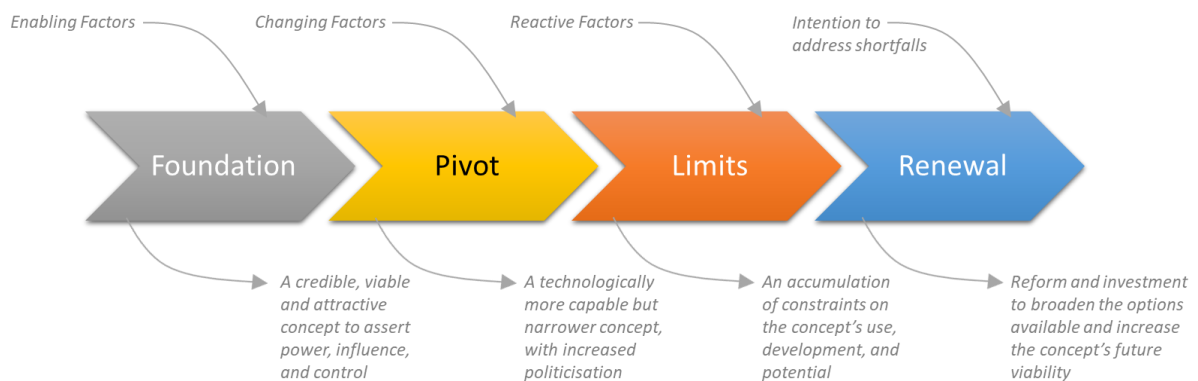 Enabling Factors
Changing Factors
Reactive Factors
Intention to
address shortfalls
Foundation
Pivot
Limits
Renewal
A credible, viable
and attractive
concept to assert
power, influence,
and control
A technologically
more capable but
narrower concept,
with increased
politicisation
An accumulation
of constraints on
the concept’s use,
development, and
potential
Reform and investment
to broaden the options
available and increase
the concept’s future
viability